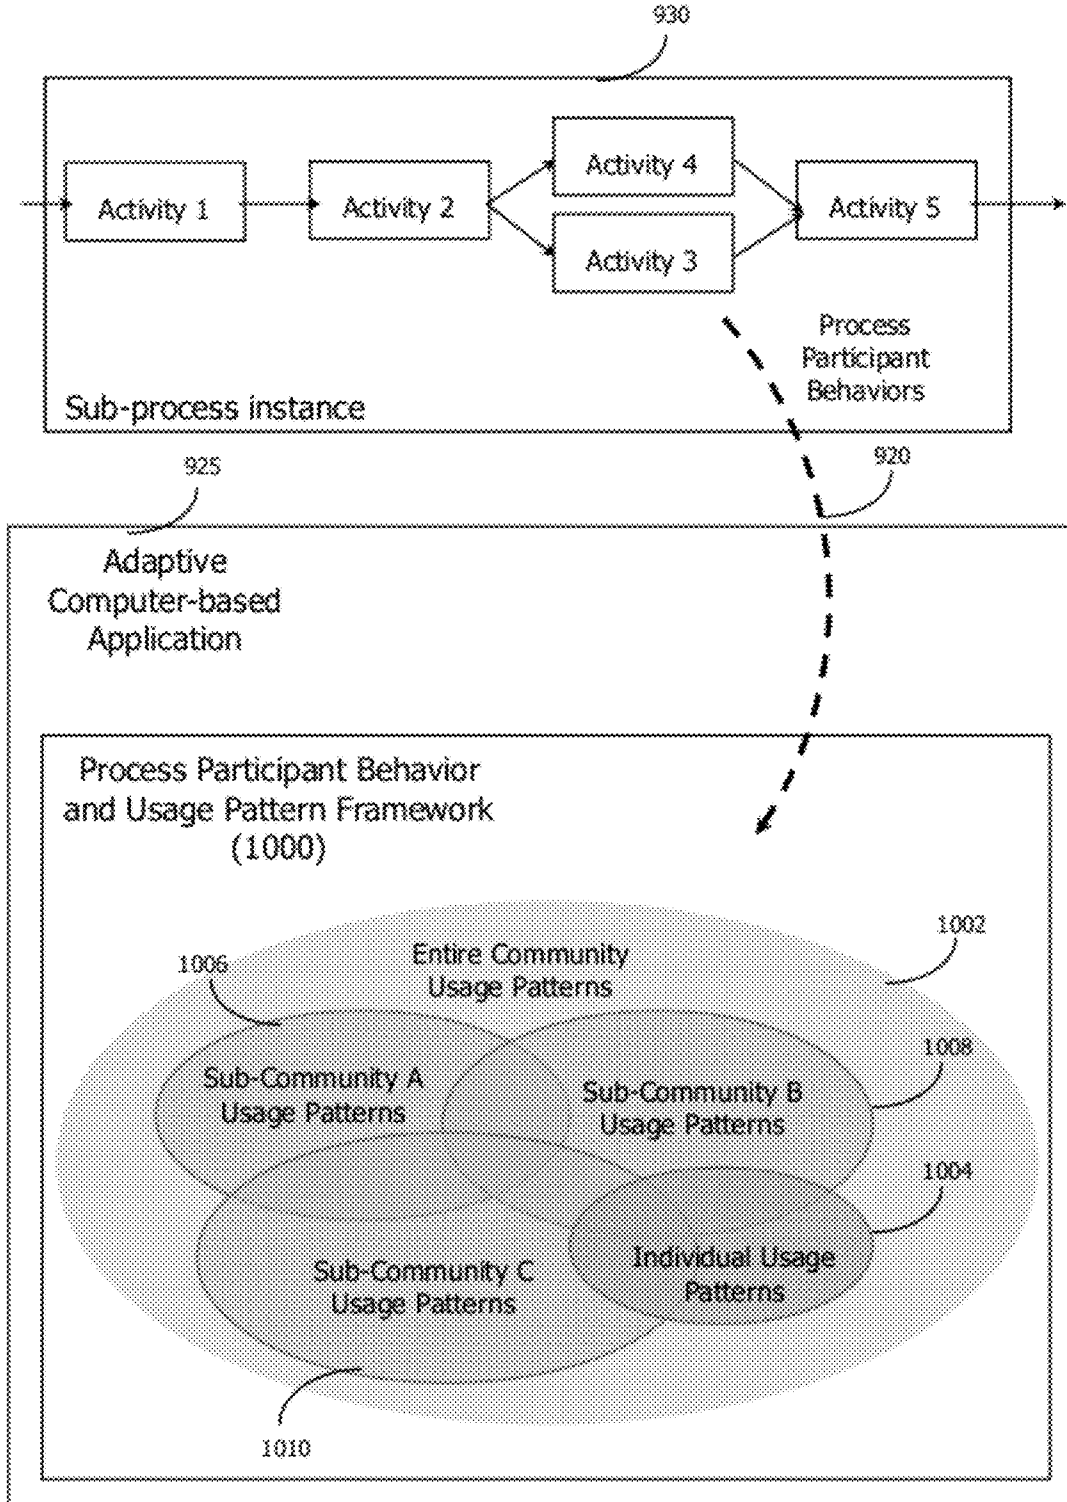 930
Activity 1
Activity 2
Activity 4
Activity 3
Activity 5
Process
Participant
Behaviors
Sub-process instance
925
920
Adaptive
Computer-based
Application
Process Participant Behavior
and Usage Pattern Framework
(1000)
1002
Entire Community
Usage Patterns
1006
1008
Sub-Community A
Usage Patterns
Sub-Community B
Usage Patterns
1004
Individual Usage
Patterns
Sub-Community C
Usage Patterns
1010